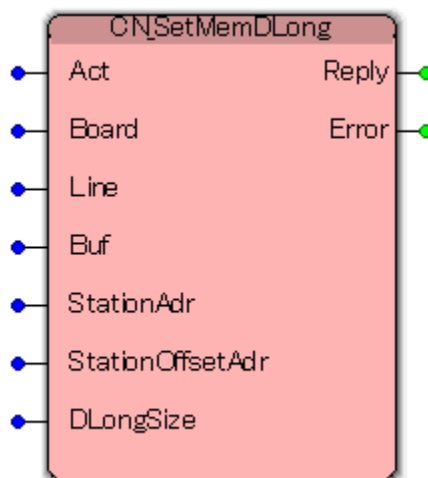 CN_SetMemDLong
Act Reply
Board Error
Line
Buf
StationAdr
StationOffsetAdr
DLongSize